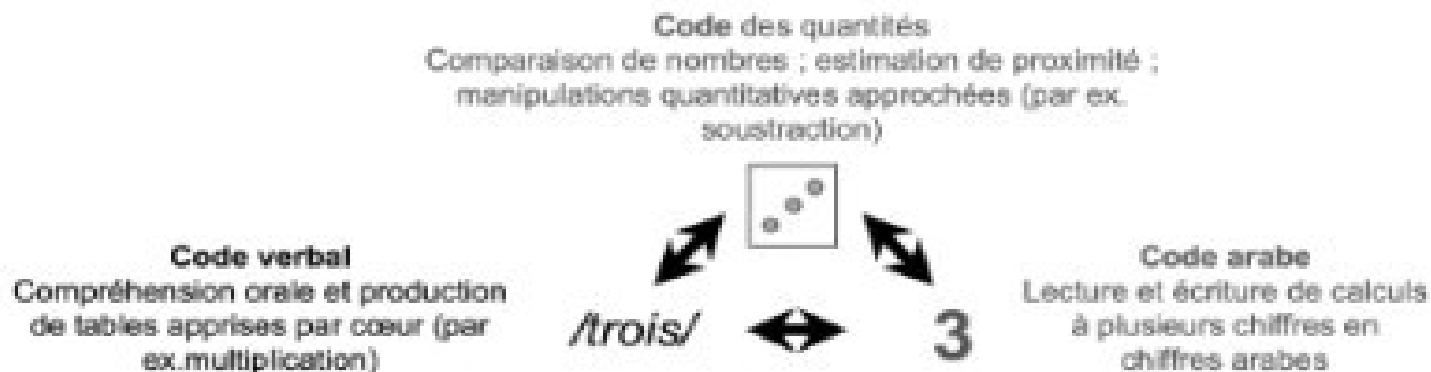 Code des quantités
Comparaison de nombres ; estimation de proximité ;
manipulations quantitatives approchées (par ex.
soustraction)
Code verbal
Compréhension orale et production
de tables apprises par cœur (par
ex.multiplication)
/trois/
3
Code arabe
Lecture et écriture de calculs
à plusieurs chiffres en
chiffres arabes